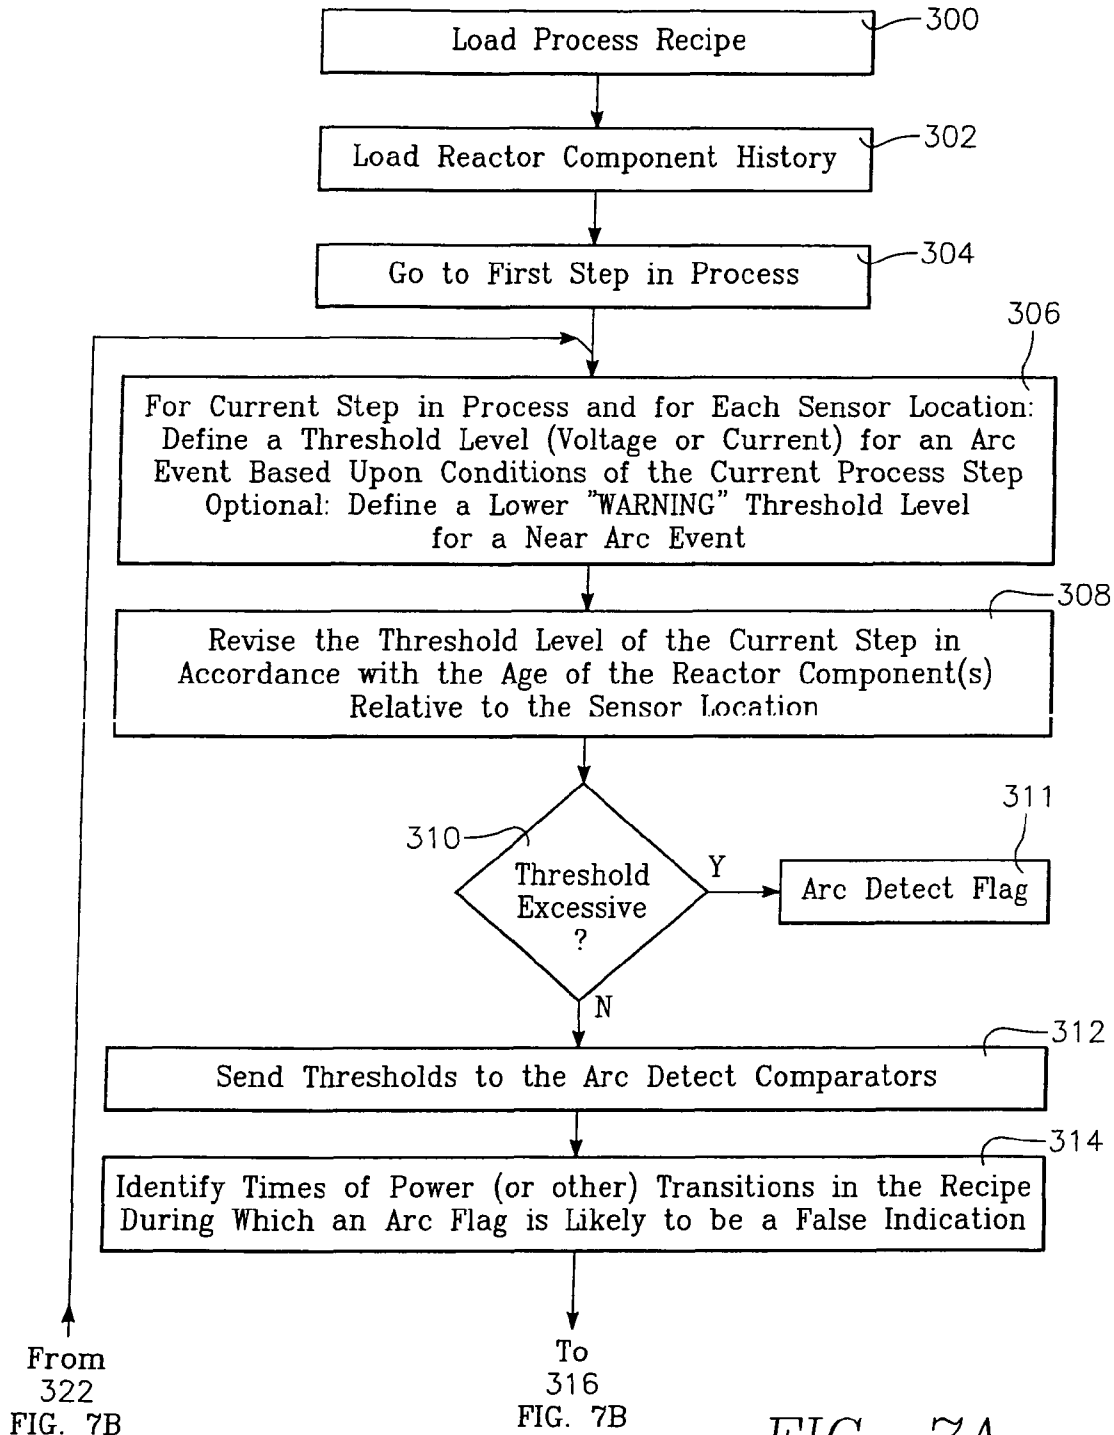 300
Load Process Recipe
302
Load Reactor Component History
304
Go to First Step in Process
306
For Current Step in Process and for Each Sensor Location:
Define a Threshold Level (Voltage or Current) for an Arc
Event Based Upon Conditions of the Current Process Step
Optional: Define a Lower "WARNING" Threshold Level
for a Near Arc Event
308
Revise the Threshold Level of the Current Step in
Accordance with the Age of the Reactor Component(s)
Relative to the Sensor Location
310
Threshold
Excessive
?
Y
311
Arc Detect Flag
N
312
Send Thresholds to the Arc Detect Comparators
314
Identify Times of Power (or other) Transitions in the Recipe
During Which an Arc Flag is Likely to be a False Indication
From
322
FIG. 7B
To
316
FIG. 7B
FIG. 7A